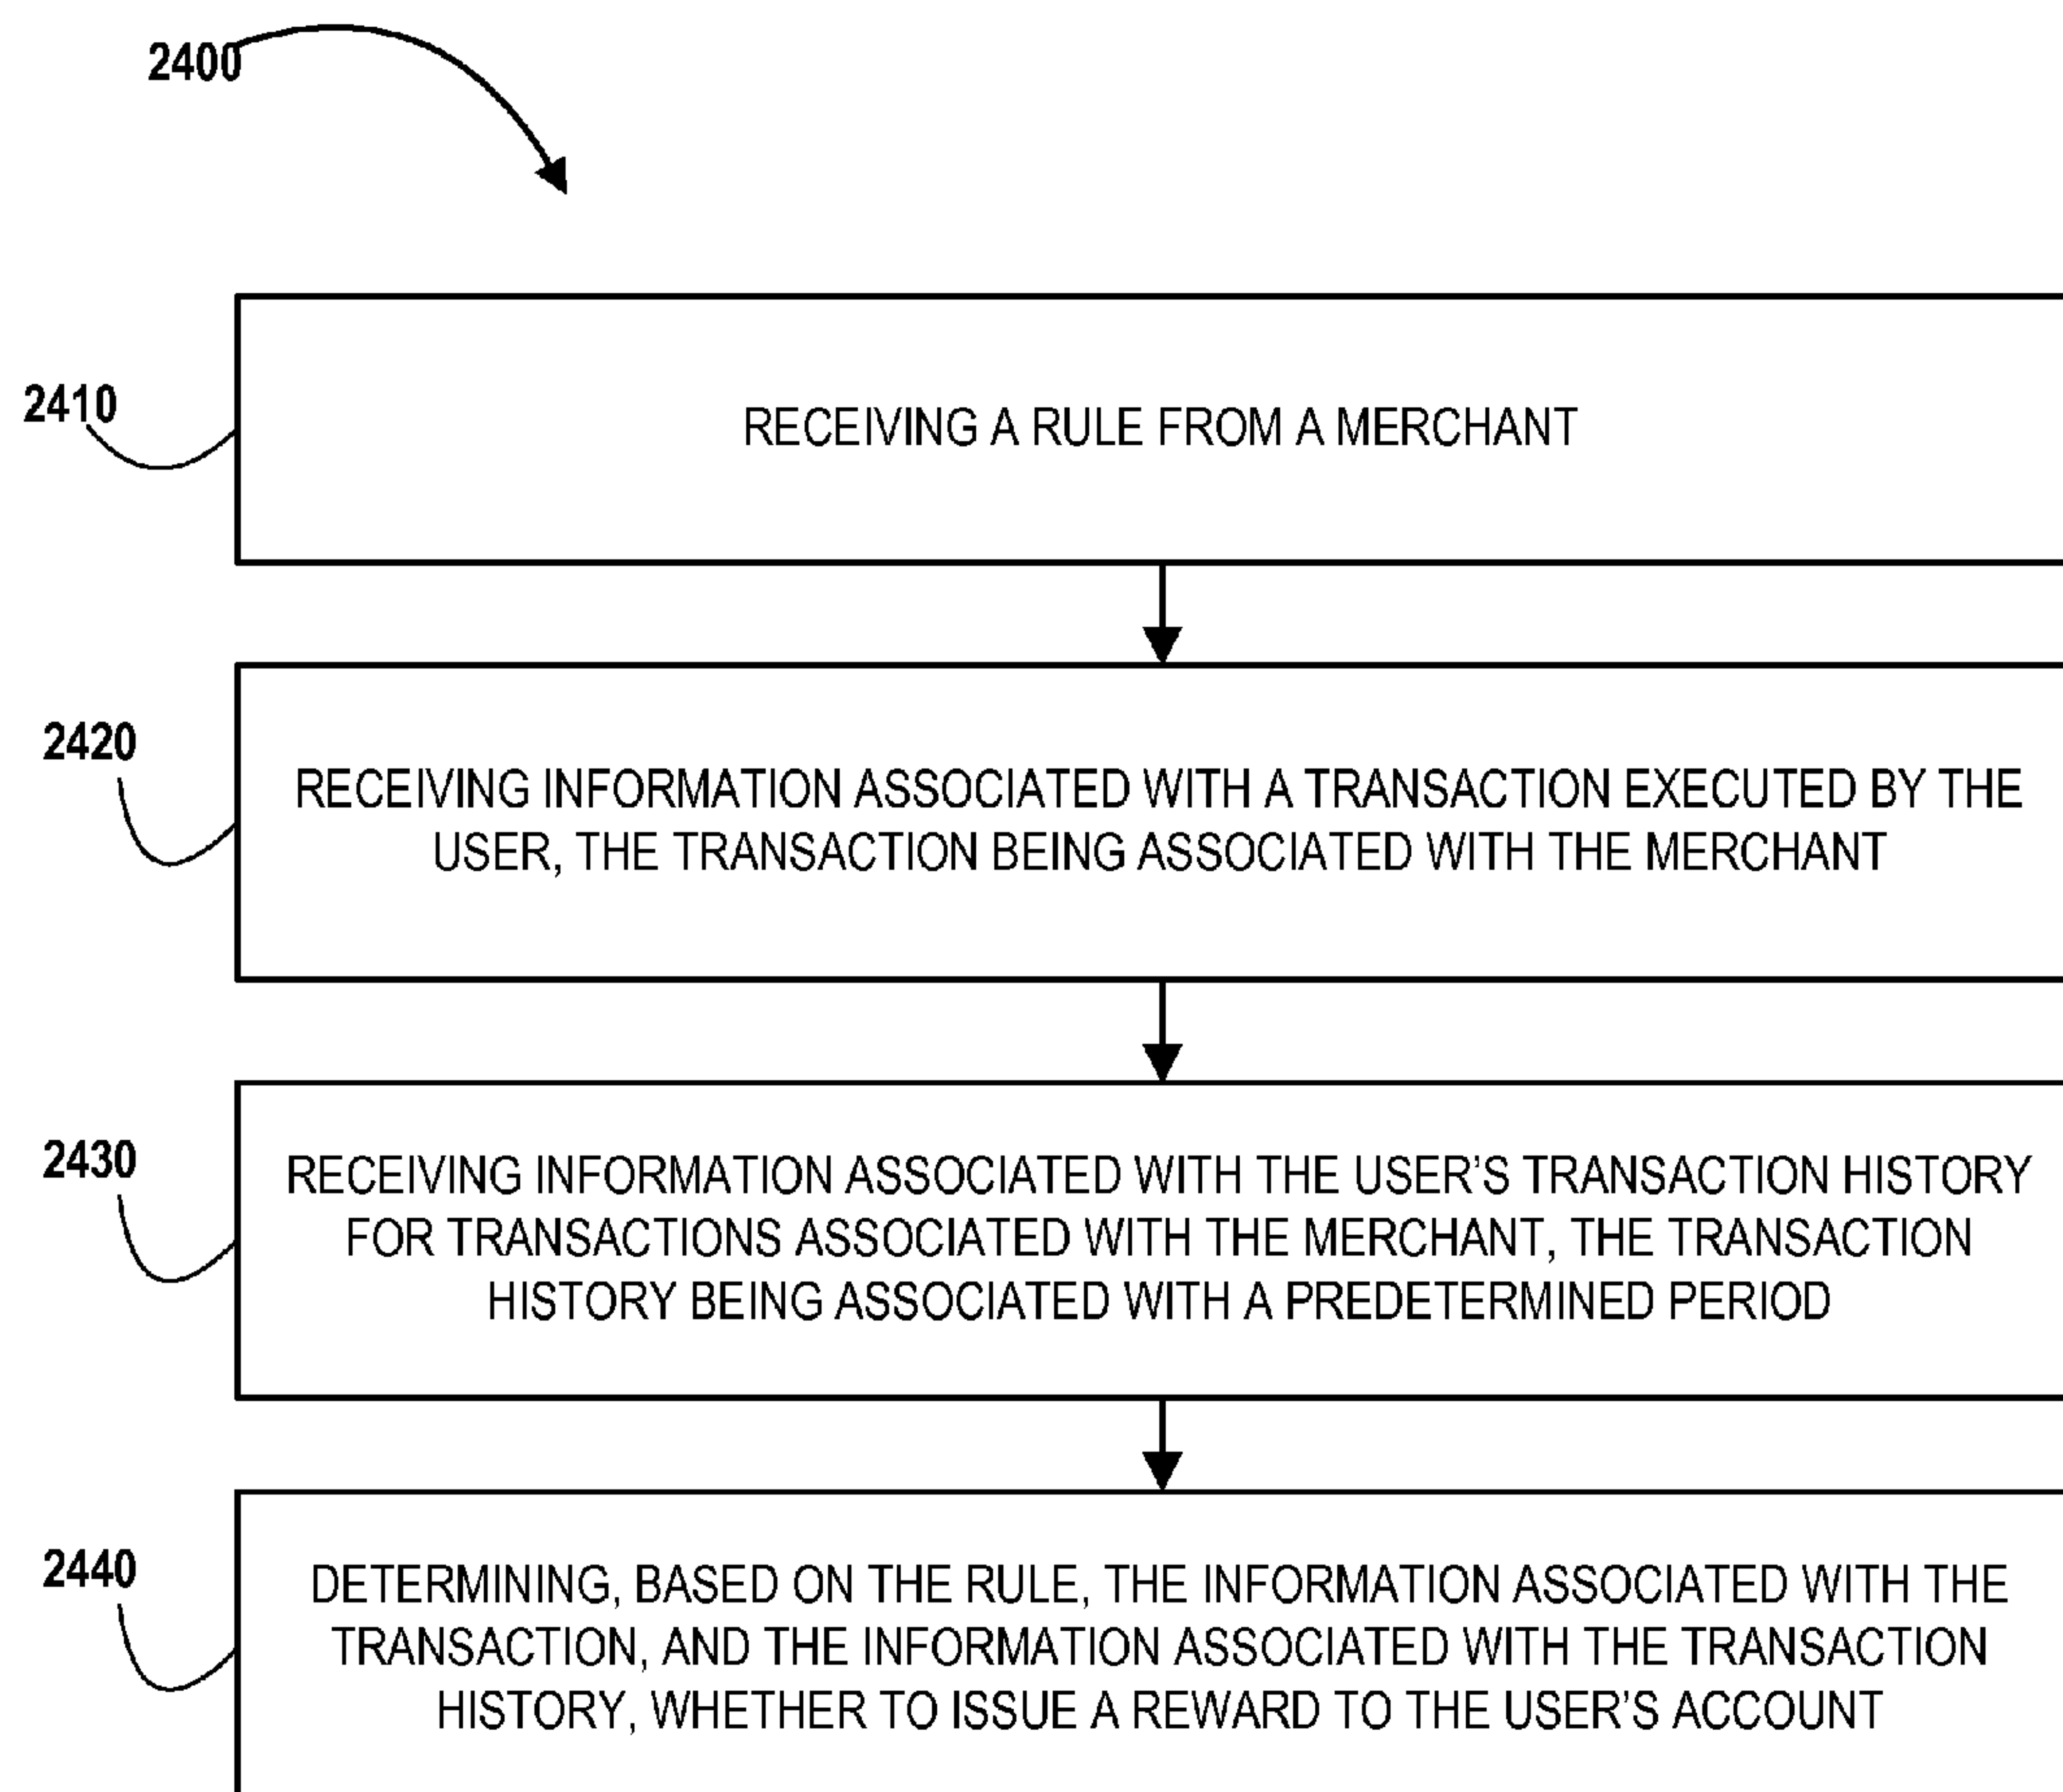 2400
2410
RECEIVING A RULE FROM A MERCHANT
2420
RECEIVING INFORMATION ASSOCIATED WITH A TRANSACTION EXECUTED BY THE
USER, THE TRANSACTION BEING ASSOCIATED WITH THE MERCHANT
2430
RECEIVING INFORMATION ASSOCIATED WITH THE USER'S TRANSACTION HISTORY
FOR TRANSACTIONS ASSOCIATED WITH THE MERCHANT, THE TRANSACTION
HISTORY BEING ASSOCIATED WITH A PREDETERMINED PERIOD
2440
DETERMINING, BASED ON THE RULE, THE INFORMATION ASSOCIATED WITH THE
TRANSACTION, AND THE INFORMATION ASSOCIATED WITH THE TRANSACTION
HISTORY, WHETHER TO ISSUE A REWARD TO THE USER'S ACCOUNT